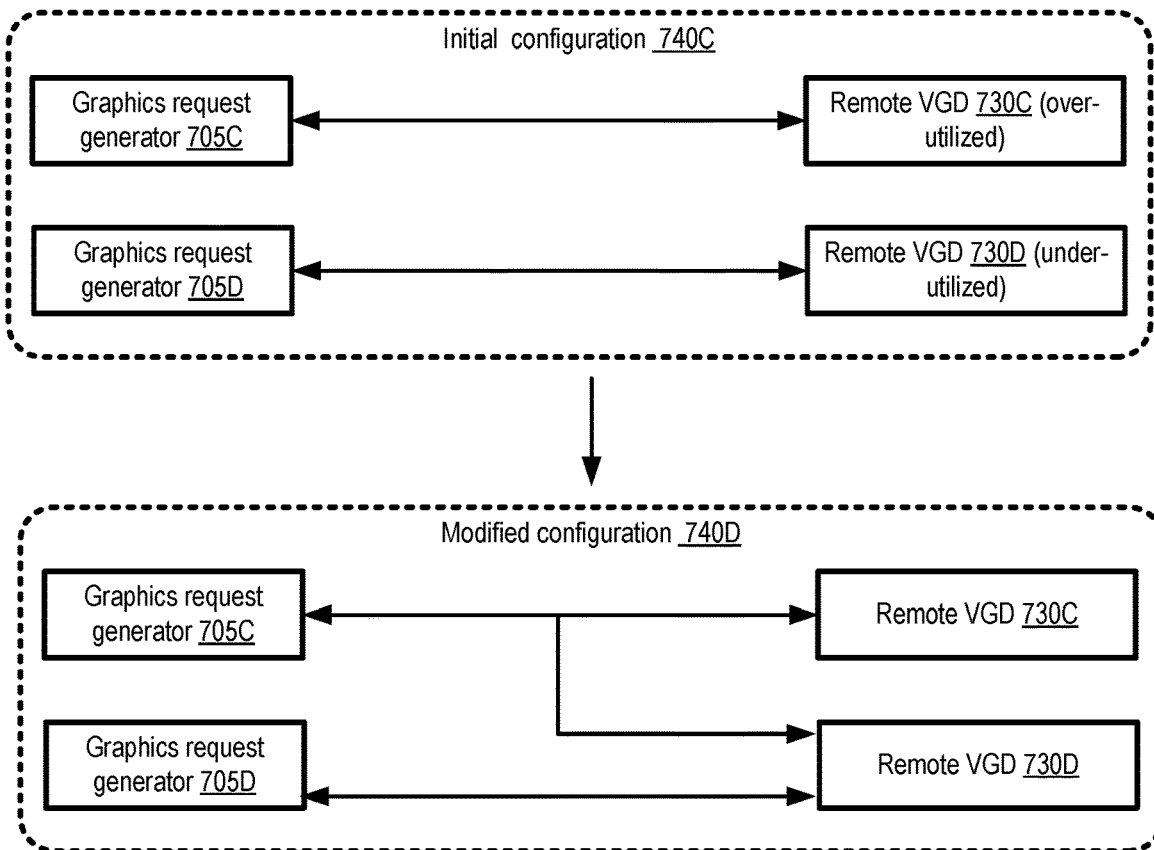 Initial configuration 740C
Graphics request
generator 705C
Remote VGD 730C (over-
utilized)
Graphics request
generator 705D
Remote VGD 730D (under-
utilized)
Modified configuration 740D
Graphics request
generator 705C
Remote VGD 730C
Graphics request
generator 705D
Remote VGD 730D